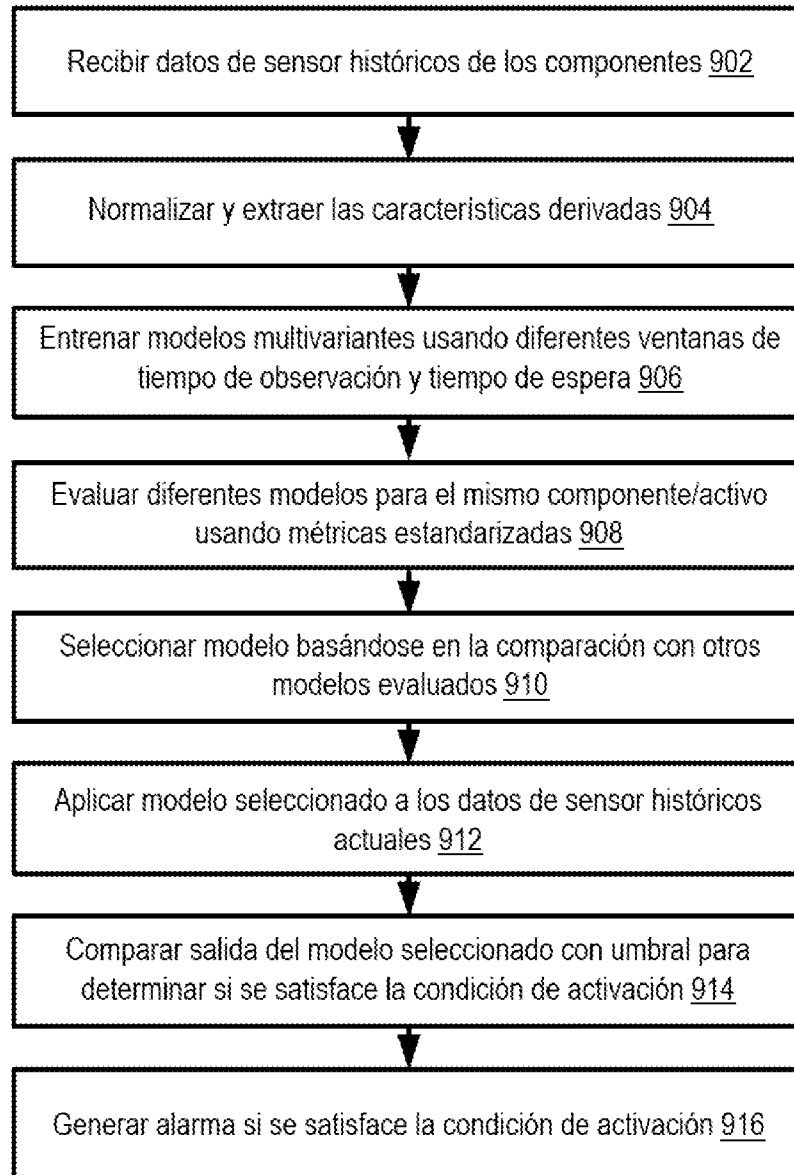 Recibir datos de sensor históricos de los componentes 902
Normalizar y extraer las características derivadas 904
Entrenar modelos multivariantes usando diferentes ventanas de
tiempo de observación y tiempo de espera 906
Evaluar diferentes modelos para el mismo componente/activo
usando métricas estandarizadas 908
Seleccionar modelo basándose en la comparación con otros
modelos evaluados 910
Aplicar modelo seleccionado a los datos de sensor históricos
actuales 912
Comparar salida del modelo seleccionado con umbral para
determinar si se satisface la condición de activación 914
Generar alarma si se satisface la condición de activación 916